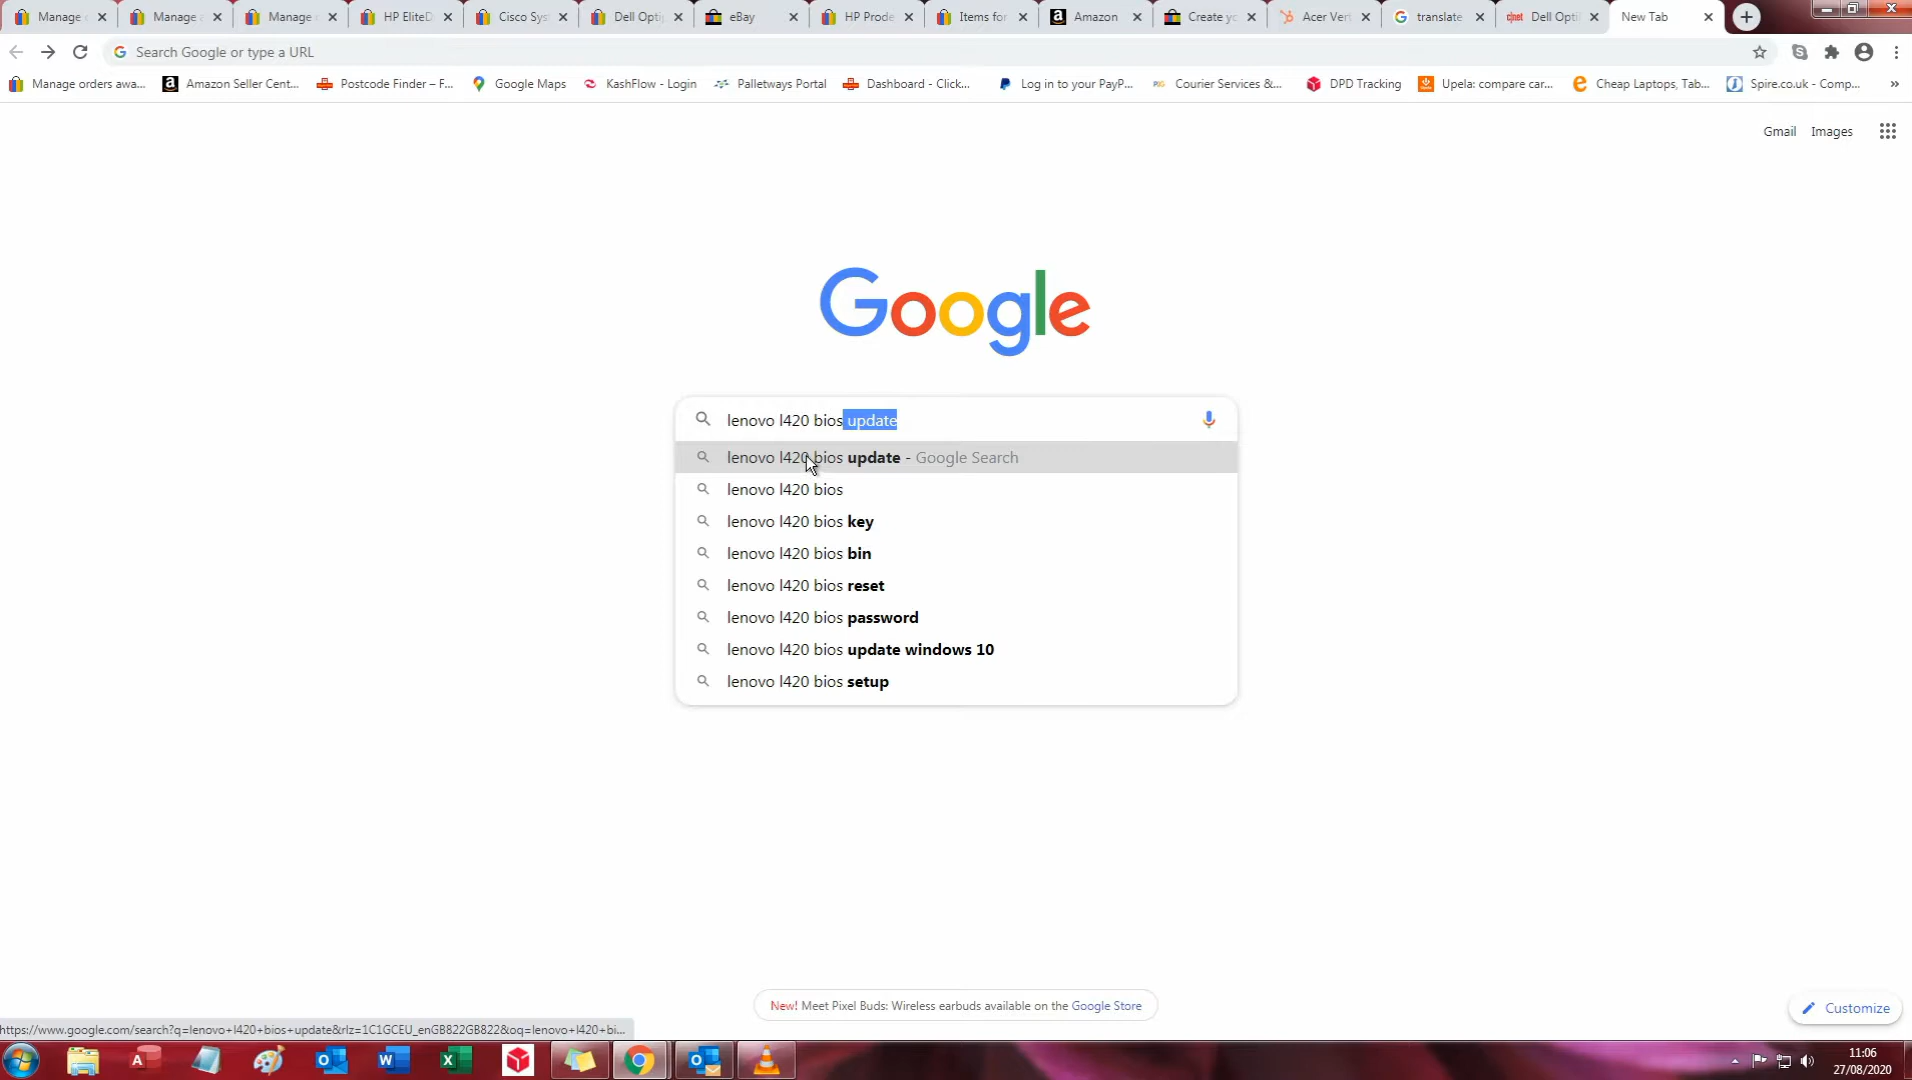 Manage o
Manage a
Manage o
HP EliteD
Cisco Sys
Dell Opti
eBay
HP Prode
Items for
Amazon
Create yo
Acer Veri
translate
Dell Opti
New Tab
Search Google or type a URL
Manage orders awa...
Amazon Seller Cent...
Postcode Finder – F...
Google Maps
KashFlow - Login
Palletways Portal
Dashboard - Click...
Log in to your PayP...
Courier Services &...
DPD Tracking
Upela: compare car...
Cheap Laptops, Tab...
Spire.co.uk - Comp...
»
Gmail Images
Google
lenovo l420 bios update
lenovo l420 bios update - Google Search
lenovo l420 bios
lenovo l420 bios key
lenovo l420 bios bin
lenovo l420 bios reset
lenovo l420 bios password
lenovo l420 bios update windows 10
lenovo l420 bios setup
New! Meet Pixel Buds: Wireless earbuds available on the Google Store
Customize
https://www.google.com/search?q=lenovo+l420+bios+update&rlz=1C1GCEU_enGB822GB822&oq=lenovo+l420+bi...
11:06
27/08/2020